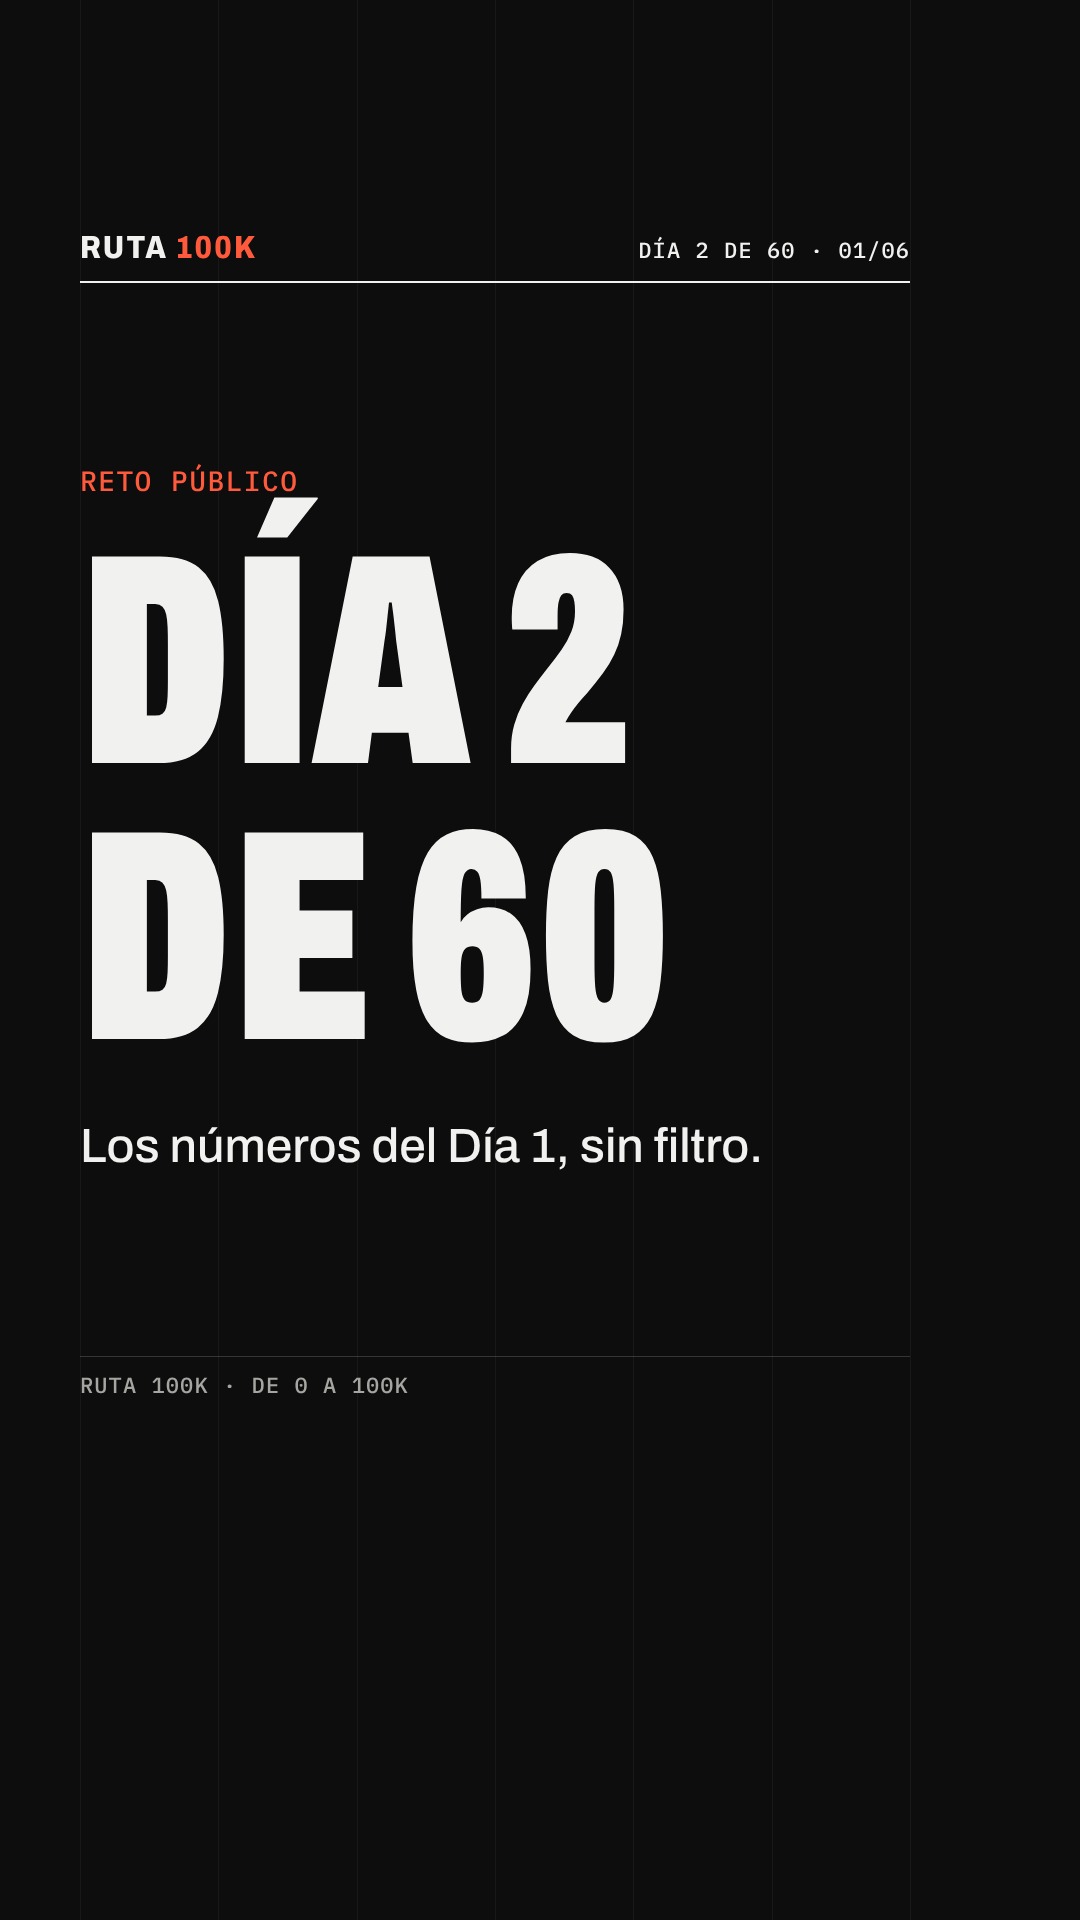 RUTA 100K
DÍA 2 DE 60 · 01/06
RETO PÚBLICO
DÍA 2
DE 60
Los números del Día 1, sin filtro.
RUTA 100K · DE 0 A 100K